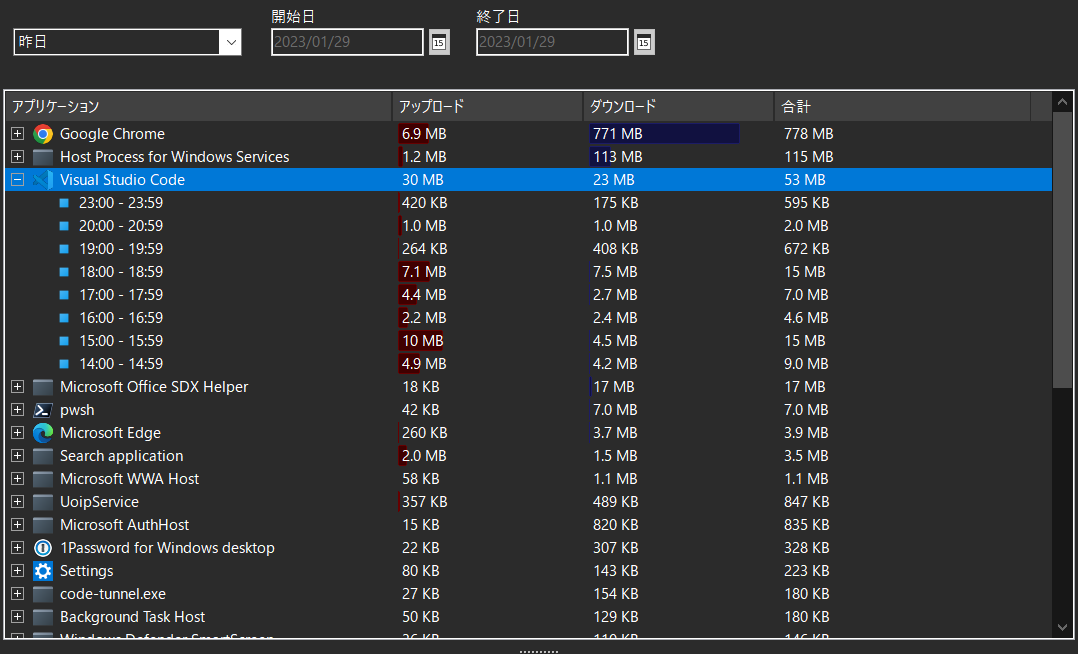 開始日 終了日
昨日 2023/01/29 15 2023/01/29 15
アプリケーション アップロード ダウンロード 合計
Google Chrome 6.9 MB 771 MB 778 MB
Host Process for Windows Services 1.2 MB 113 MB 115 MB
Visual Studio Code 30 MB 23 MB 53 MB
23:00 - 23:59 420 KB 175 KB 595 KB
20:00 - 20:59 1.0 MB 1.0 MB 2.0 MB
19:00 - 19:59 264 KB 408 KB 672 KB
18:00 - 18:59 7.1 MB 7.5 MB 15 MB
17:00 - 17:59 4.4 MB 2.7 MB 7.0 MB
16:00 - 16:59 2.2 MB 2.4 MB 4.6 MB
15:00 - 15:59 10 MB 4.5 MB 15 MB
14:00 - 14:59 4.9 MB 4.2 MB 9.0 MB
Microsoft Office SDX Helper 18 KB 17 MB 17 MB
pwsh 42 KB 7.0 MB 7.0 MB
Microsoft Edge 260 KB 3.7 MB 3.9 MB
Search application 2.0 MB 1.5 MB 3.5 MB
Microsoft WWA Host 58 KB 1.1 MB 1.1 MB
UoipService 357 KB 489 KB 847 KB
Microsoft AuthHost 15 KB 820 KB 835 KB
1Password for Windows desktop 22 KB 307 KB 328 KB
Settings 80 KB 143 KB 223 KB
code-tunnel.exe 27 KB 154 KB 180 KB
Background Task Host 50 KB 129 KB 180 KB
Windows Defender SmartScreen